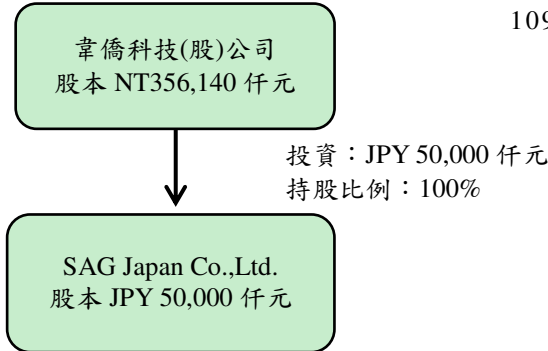 109
韋僑科技(股)公司
股本 NT356,140 仟元
投資：JPY 50,000 仟元
持股比例：100%
SAG Japan Co.,Ltd.
股本 JPY 50,000 仟元